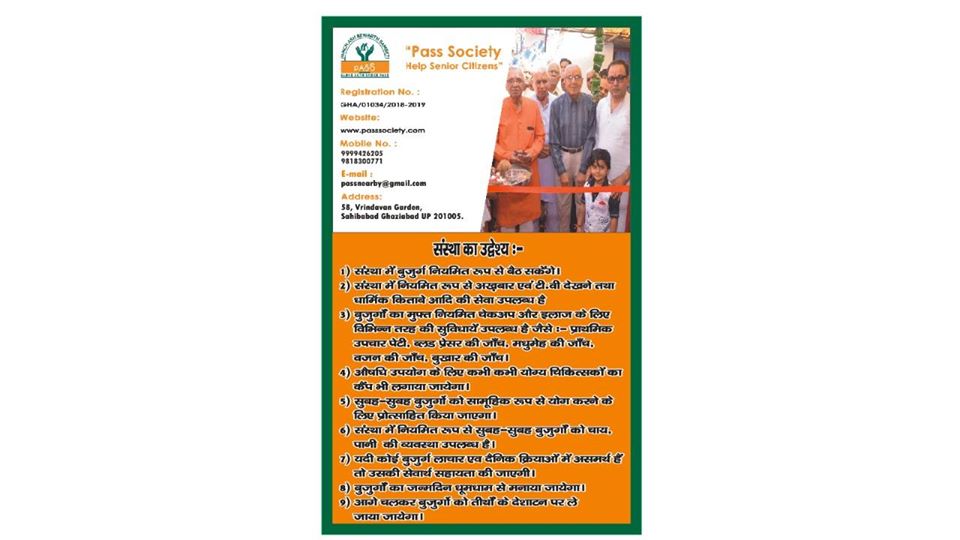 PASS
"Pass Society
Help Senior Citizens"
Registration No. :
GHA/01034/2018-2019
Website:
www.passsociety.com
Mobile No. :
9999426205
9818300771
E-mail :
passnearby@gmail.com
Address:
58, Vrindavan Garden,
Sahibabad Ghaziabad UP 201005.
संस्था का उद्वेश्य :-
1) संस्था में बुजुर्ग नियमित रूप से बैठ सकेंगे।
2) संस्था में नियमित रूप से अख़्बार एवं टी.वी देखने तथा
धार्मिक किताबे आदि की सेवा उपलब्ध है
3) बुजुर्गों का मुफ्त नियमित चेकअप और इलाज के लिए
विभिन्न तरह की सुविधायें उपलब्ध है जैसे :- प्राथमिक
उपचार पेटी, ब्लड प्रेसर की जाँच, मधुमेह की जाँच,
वजन की जाँच, बुखार की जाँच।
4) औषधि उपयोग के लिए कभी कभी योग्य चिकित्सकों का
कैंप भी लगाया जायेगा।
5) सुबह-सुबह बुजुर्गो को सामूहिक रूप से योग करने के
लिए प्रोत्साहित किया जाएगा।
6) संस्था में नियमित रूप से सुबह-सुबह बुजुर्गों को चाय,
पानी की व्यवस्था उपलब्ध है।
7) यदी कोई बुजुर्ग लाचार एव दैनिक क्रियाओं में असमर्थ हैं
तो उसकी सेवार्थ सहायता की जाएगी।
8) बुजुर्गों का जन्मदिन धूमधाम से मनाया जायेगा।
9) आगे चलकर बुजुर्गो को तीर्थों के देशाटन पर ले
जाया जायेगा।